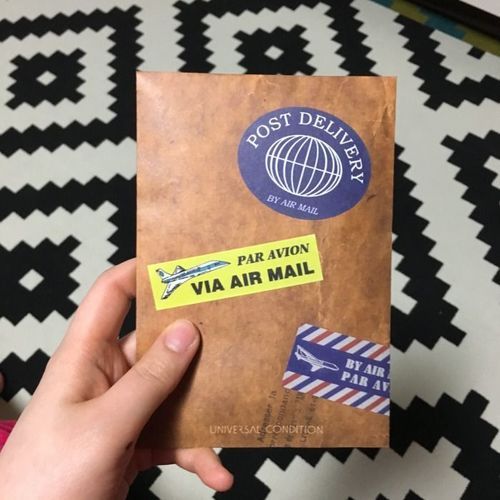 POST DELIVERY
BY AIR MAIL
PAR AVION
VIA AIR MAIL
BY AIR
PAR AV
UNIVERSAL CONDITION